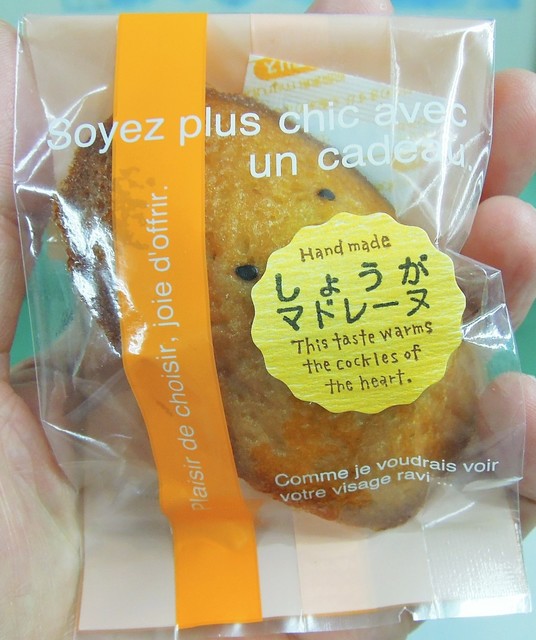 Soyez plus chic avec
un cadeau.
Plaisir de choisir, joie d'offrir.
Hand made
しょうが
マドレーヌ
This taste warms
the cockles of
the heart.
Comme je voudrais voir
votre visage ravi ...